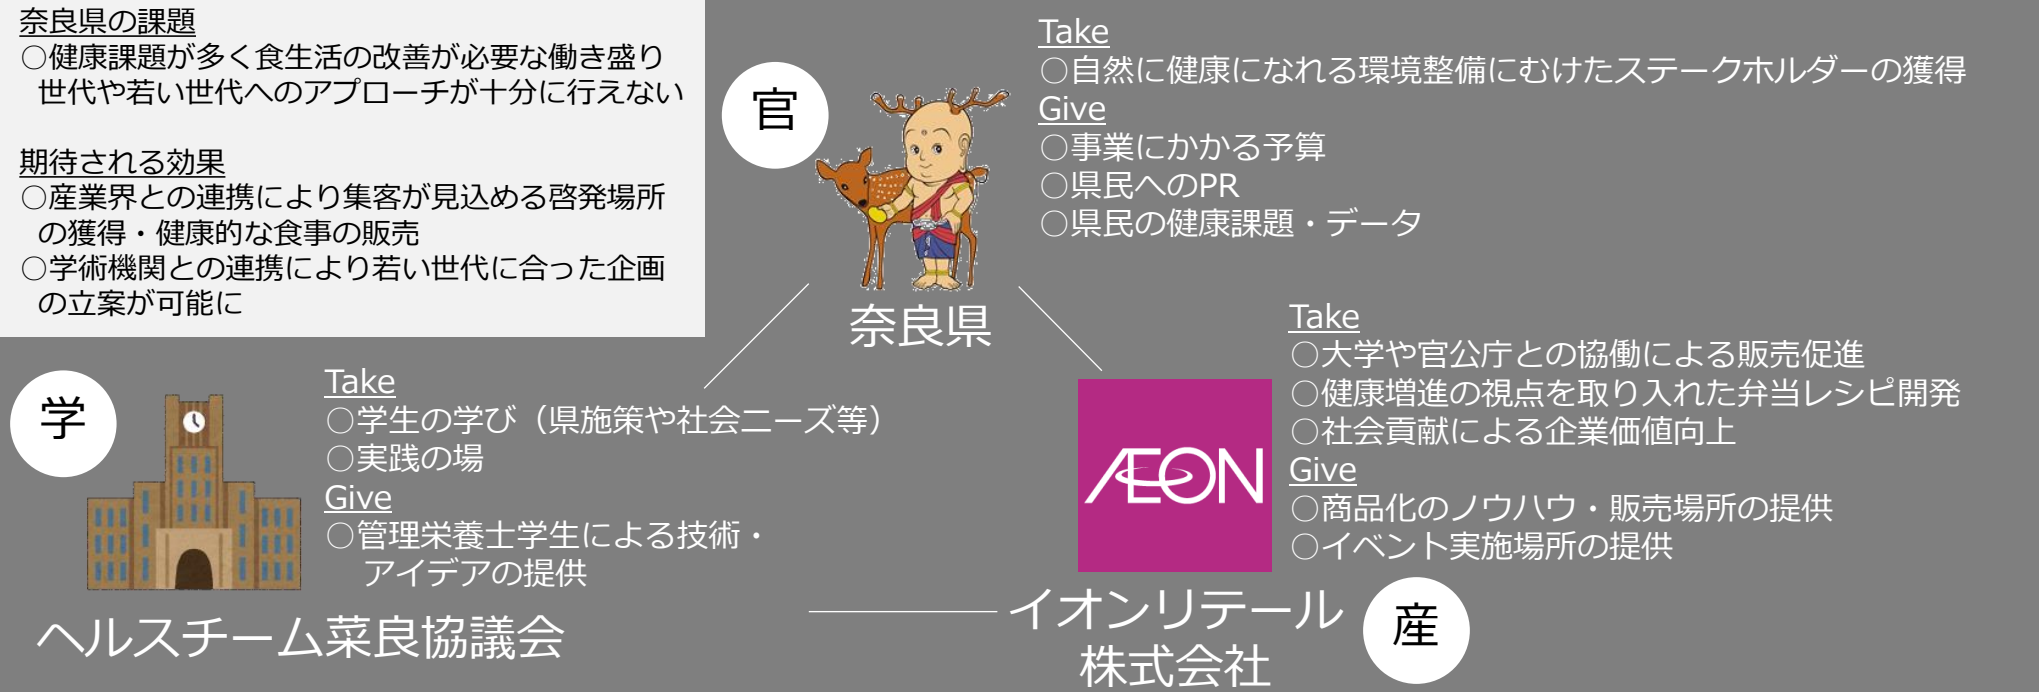 奈良県の課題
○健康課題が多く食生活の改善が必要な働き盛り
世代や若い世代へのアプローチが十分に行えない
期待される効果
○産業界との連携により集客が見込める啓発場所
の獲得・健康的な食事の販売
○学術機関との連携により若い世代に合った企画
の立案が可能に
官
奈良県
Take
○自然に健康になれる環境整備にむけたステークホルダーの獲得
Give
○事業にかかる予算
○県民へのPR
○県民の健康課題・データ
学
Take
○学生の学び（県施策や社会ニーズ等）
○実践の場
Give
○管理栄養士学生による技術・
アイデアの提供
ヘルスチーム菜良協議会
Take
○大学や官公庁との協働による販売促進
○健康増進の視点を取り入れた弁当レシピ開発
○社会貢献による企業価値向上
Give
○商品化のノウハウ・販売場所の提供
○イベント実施場所の提供
ÆON
イオンリテール
株式会社
産